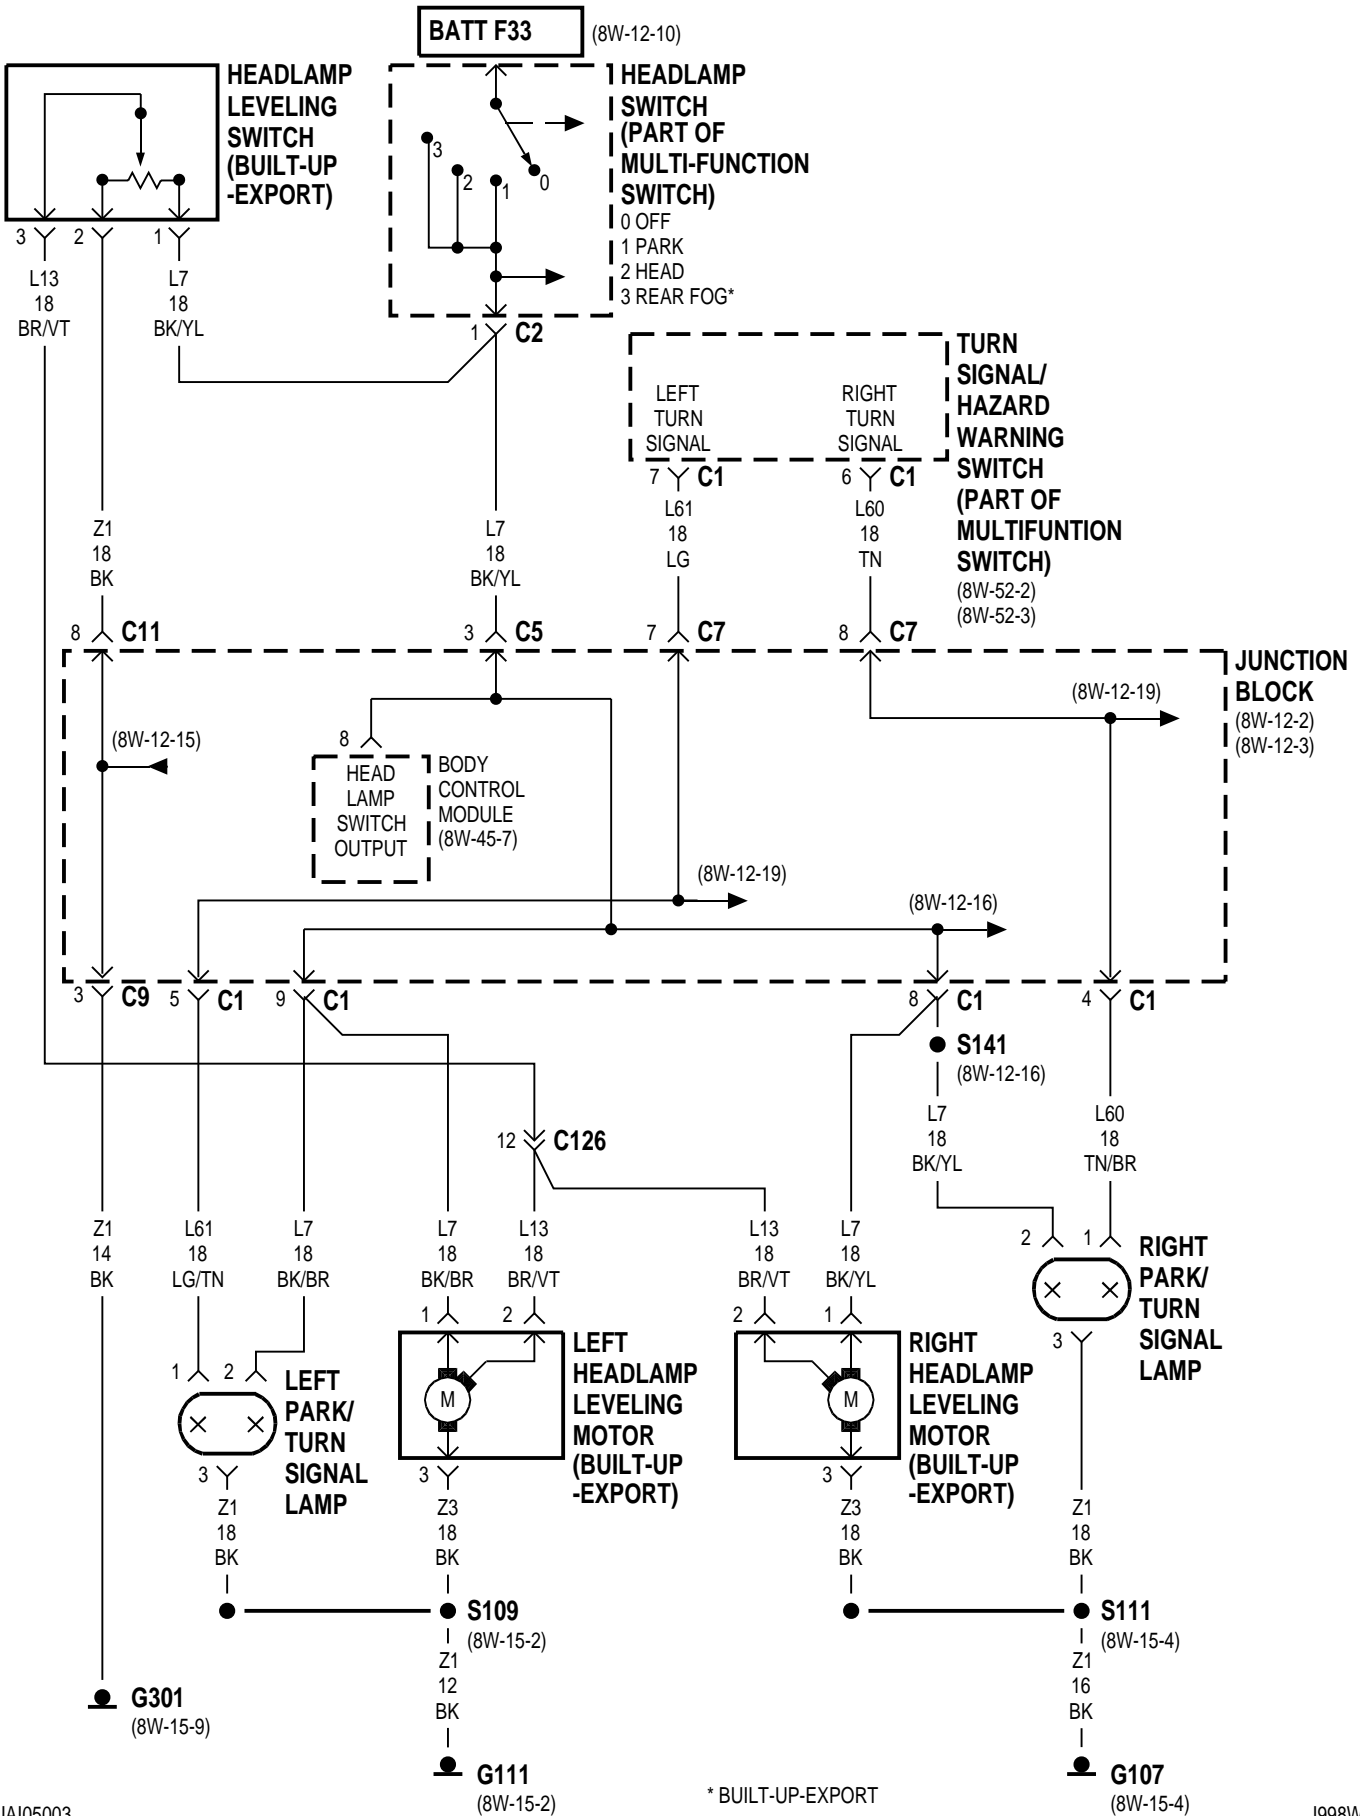 BATT F33
(8W-12-10)
HEADLAMP
LEVELING
SWITCH
(BUILT-UP
-EXPORT)
3
2
1
0
HEADLAMP
SWITCH
(PART OF
MULTI-FUNCTION
SWITCH)
0 OFF
1 PARK
2 HEAD
3 REAR FOG*
3
2
1
L13
18
BR/VT
L7
18
BK/YL
1
C2
LEFT
TURN
SIGNAL
RIGHT
TURN
SIGNAL
TURN
SIGNAL/
HAZARD
WARNING
SWITCH
(PART OF
MULTIFUNTION
SWITCH)
(8W-52-2)
(8W-52-3)
7
C1
6
C1
L61
18
LG
L60
18
TN
Z1
18
BK
L7
18
BK/YL
8
C11
3
C5
7
C7
8
C7
JUNCTION
BLOCK
(8W-12-2)
(8W-12-3)
(8W-12-19)
(8W-12-15)
8
HEAD
LAMP
SWITCH
OUTPUT
BODY
CONTROL
MODULE
(8W-45-7)
(8W-12-19)
(8W-12-16)
3
C9
5
C1
9
C1
8
C1
4
C1
S141
(8W-12-16)
12
C126
L7
18
BK/YL
L60
18
TN/BR
Z1
14
BK
L61
18
LG/TN
L7
18
BK/BR
L7
18
BK/BR
L13
18
BR/VT
L13
18
BR/VT
L7
18
BK/YL
2
1
RIGHT
PARK/
TURN
SIGNAL
LAMP
3
1
2
LEFT
PARK/
TURN
SIGNAL
LAMP
3
1
2
M
LEFT
HEADLAMP
LEVELING
MOTOR
(BUILT-UP
-EXPORT)
3
2
1
M
RIGHT
HEADLAMP
LEVELING
MOTOR
(BUILT-UP
-EXPORT)
3
Z1
18
BK
Z3
18
BK
Z3
18
BK
Z1
18
BK
S109
(8W-15-2)
S111
(8W-15-4)
Z1
12
BK
Z1
16
BK
G301
(8W-15-9)
G111
(8W-15-2)
* BUILT-UP-EXPORT
G107
(8W-15-4)